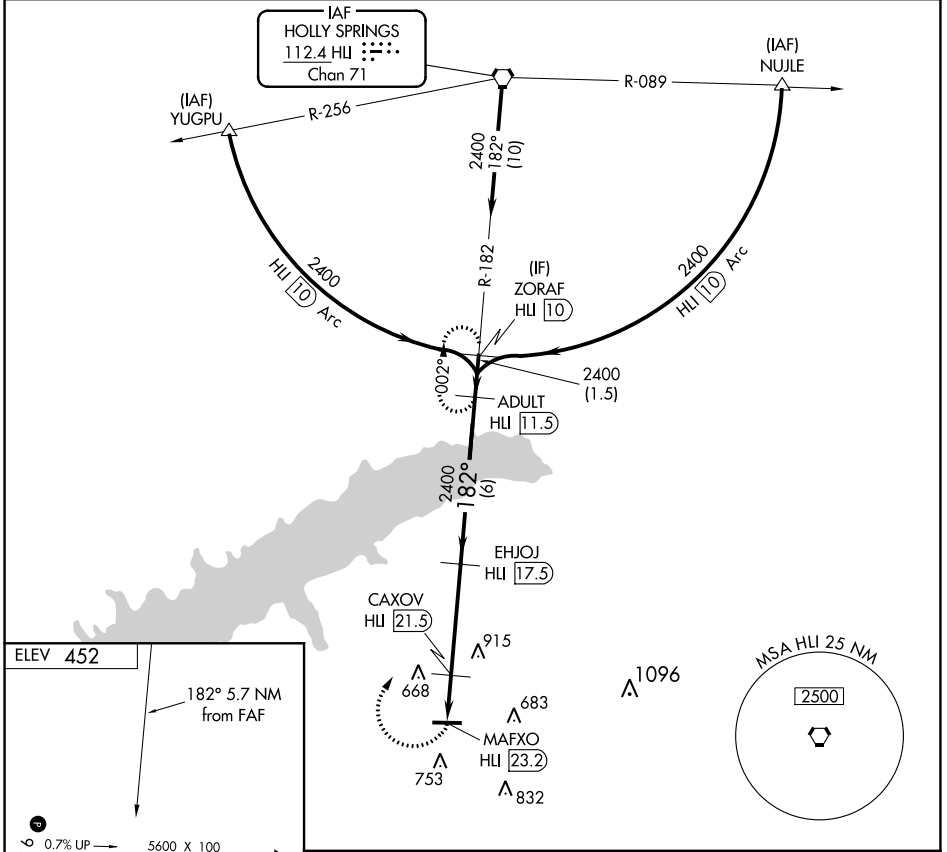 IAF
HOLLY SPRINGS
112.4 HLI
Chan 71
(IAF)
NUJLE
R-089
(IAF)
YUGPU
R-256
2400
182°
(10)
R-182
2400
HLI 10 Arc
2400
HLI 10 Arc
(IF)
ZORAF
HLI 10
2400
(1.5)
002°
ADULT
HLI 11.5
2400
182°
(6)
EHJOJ
HLI 17.5
CAXOV
HLI 21.5
915
668
1096
683
MAFXO
HLI 23.2
753
832
MSA HLI 25 NM
2500
ELEV 452
182° 5.7 NM
from FAF
P
9
0.7% UP
5600 X 100